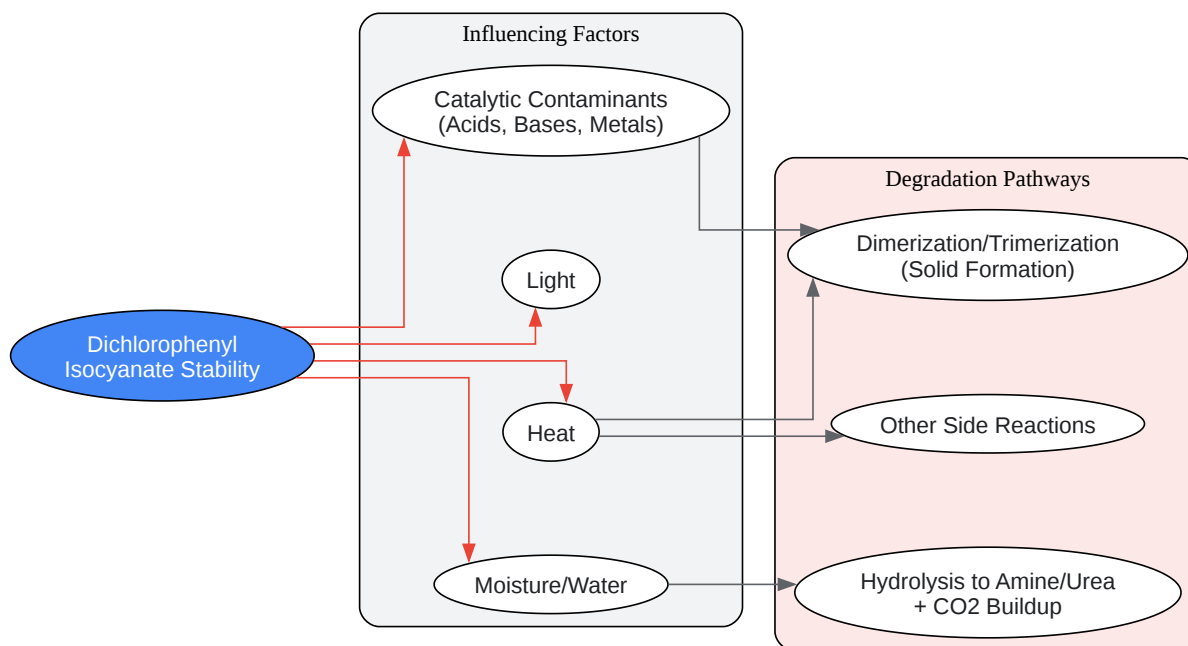 Influencing Factors
Catalytic Contaminants
(Acids, Bases, Metals)
Light
Heat
Moisture/Water
Dichlorophenyl
Isocyanate Stability
Degradation Pathways
Dimerization/Trimerization
(Solid Formation)
Other Side Reactions
Hydrolysis to Amine/Urea
+ CO2 Buildup